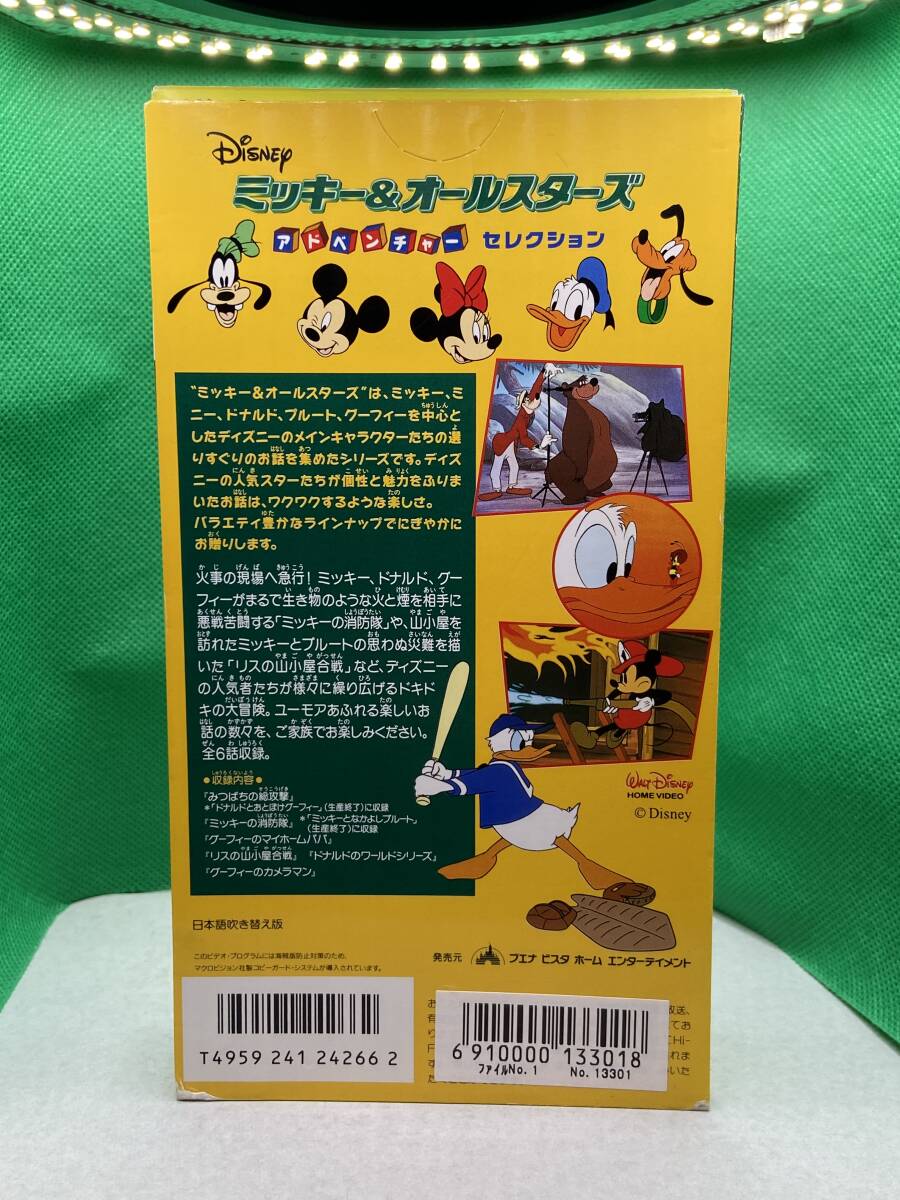 Disney
ミッキー&オールスターズ
アドベンチャー セレクション
“ミッキー&オールスターズ”は、ミッキー、ミ
ニー、ドナルド、プルート、グーフィーを中心と
したディズニーのメインキャラクターたちの選
りすぐりのお話を集めたシリーズです。ディズ
ニーの人気スターたちが個性と魅力をふりま
いたお話は、ワクワクするような楽しさ。
バラエティ豊かなラインナップでにぎやかに
お贈りします。
火事の現場へ急行!ミッキー、ドナルド、グー
フィーがまるで生き物のような火と煙を相手に
悪戦苦闘する「ミッキーの消防隊」や、山小屋を
訪れたミッキーとプルートの思わぬ災難を描
いた「リスの山小屋合戦」など、ディズニー
の人気者たちが様々に繰り広げるドキド
キの大冒険。ユーモアあふれる楽しいお
話の数々を、ご家族でお楽しみください。
全6話収録。
●収録内容●
『みつばちの総攻撃』
*「ドナルドとおとぼけグーフィー」(生産終了)に収録
『ミッキーの消防隊』 *「ミッキーとなかよしプルート」
(生産終了)に収録
『グーフィーのマイホームパパ』
『リスの山小屋合戦』 『ドナルドのワールドシリーズ』
『グーフィーのカメラマン』
WALT DISNEY
HOME VIDEO
© Disney
日本語吹き替え版
このビデオ・プログラムには海賊版防止対策のため、
マクロビジョン社製コピーガード・システムが導入されています。
発売元 ブエナ ビスタ ホーム エンターテイメント
T4959 241 24266 2
6 910000 133018
ファイルNo. 1 No. 13301